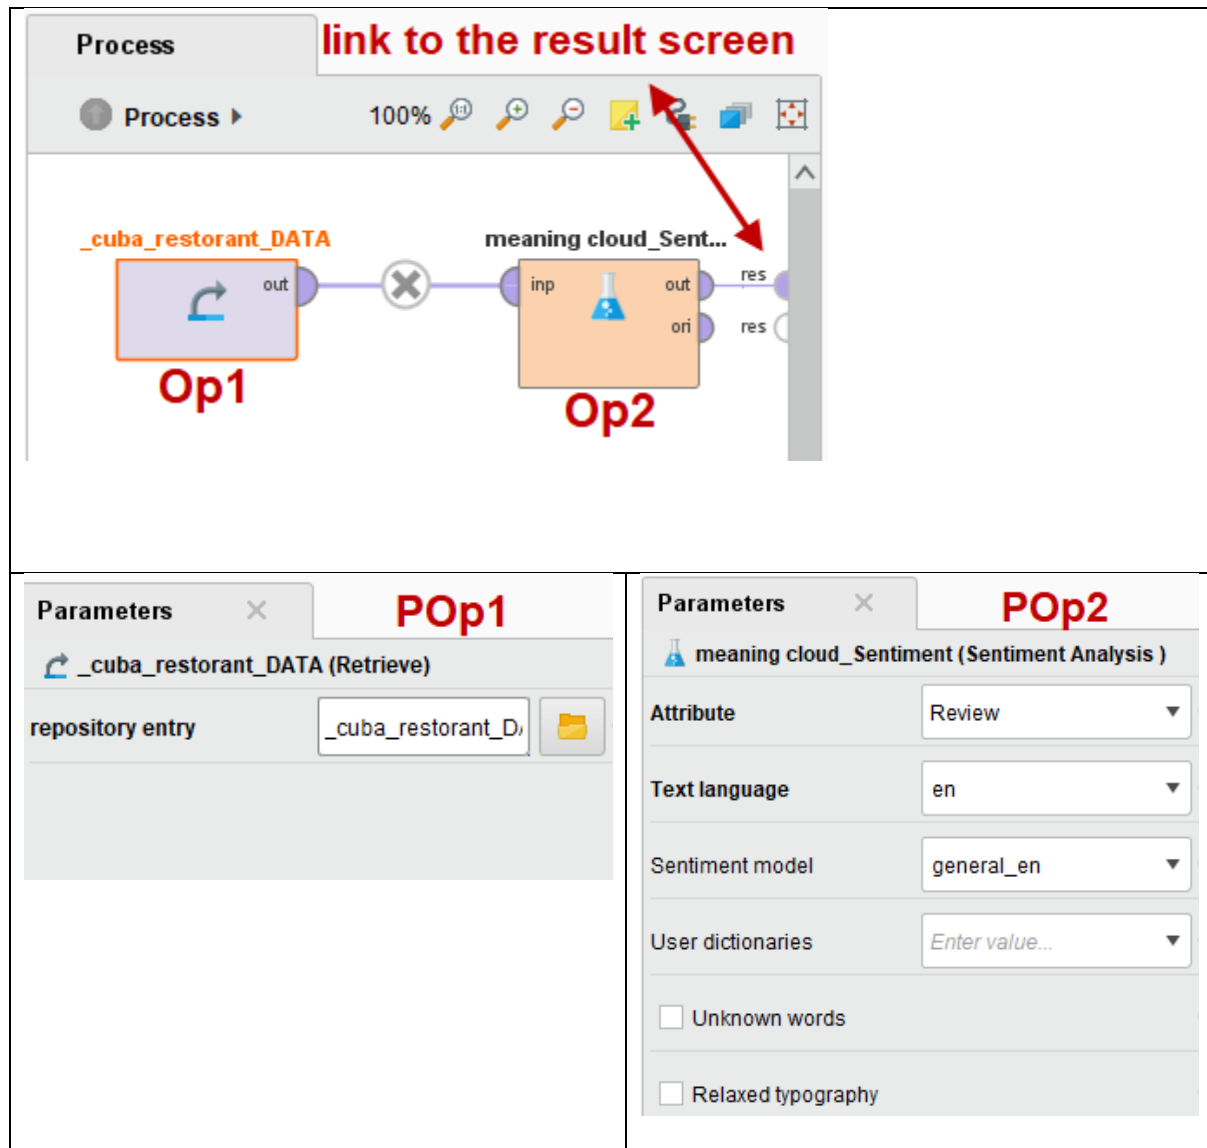 Process
link to the result screen
Process
100%
_cuba_restorant_DATA
meaning cloud_Sent...
out
inp
out
res
ori
res
Op1
Op2
Parameters
POp1
_cuba_restorant_DATA (Retrieve)
repository entry
_cuba_restorant_D
Parameters
POp2
meaning cloud_Sentiment (Sentiment Analysis )
Attribute
Review
Text language
en
Sentiment model
general_en
User dictionaries
Enter value...
Unknown words
Relaxed typography